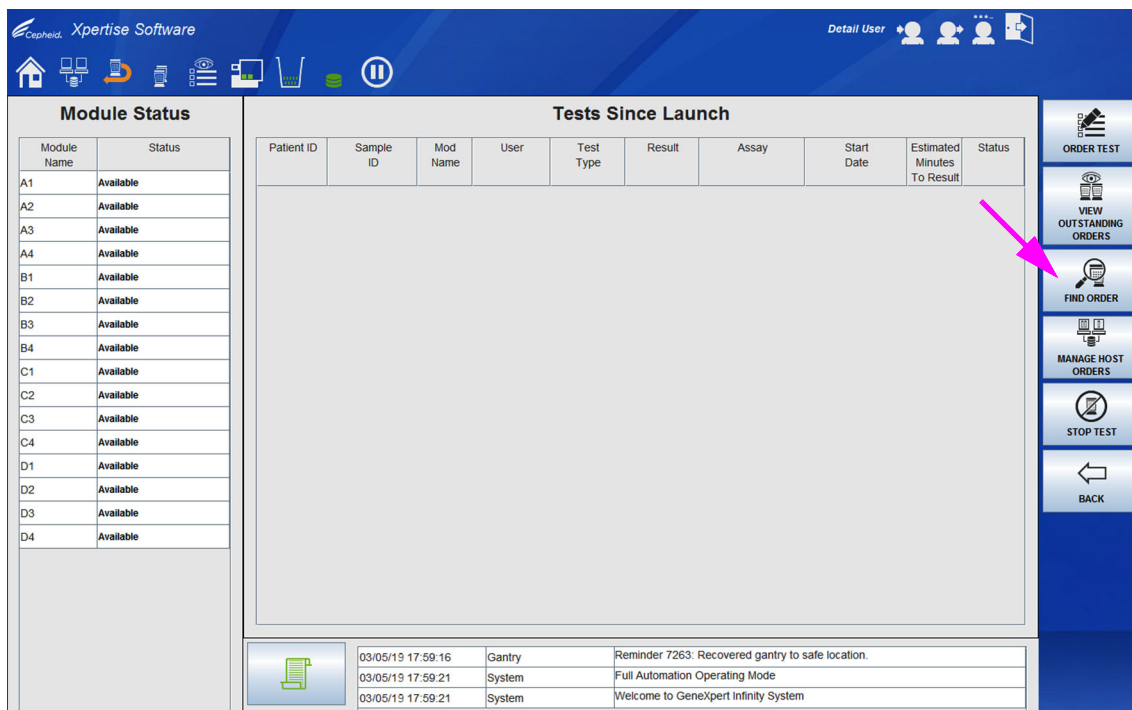 Cepheid. Xpertise Software
Detail User
Module Status
Module Name Status
A1 Available
A2 Available
A3 Available
A4 Available
B1 Available
B2 Available
B3 Available
B4 Available
C1 Available
C2 Available
C3 Available
C4 Available
D1 Available
D2 Available
D3 Available
D4 Available
Tests Since Launch
Patient ID Sample ID Mod Name User Test Type Result Assay Start Date Estimated Minutes To Result Status
03/05/19 17:59:16 Gantry Reminder 7263: Recovered gantry to safe location.
03/05/19 17:59:21 System Full Automation Operating Mode
03/05/19 17:59:21 System Welcome to GeneXpert Infinity System
ORDER TEST
VIEW
OUTSTANDING
ORDERS
FIND ORDER
MANAGE HOST
ORDERS
STOP TEST
BACK